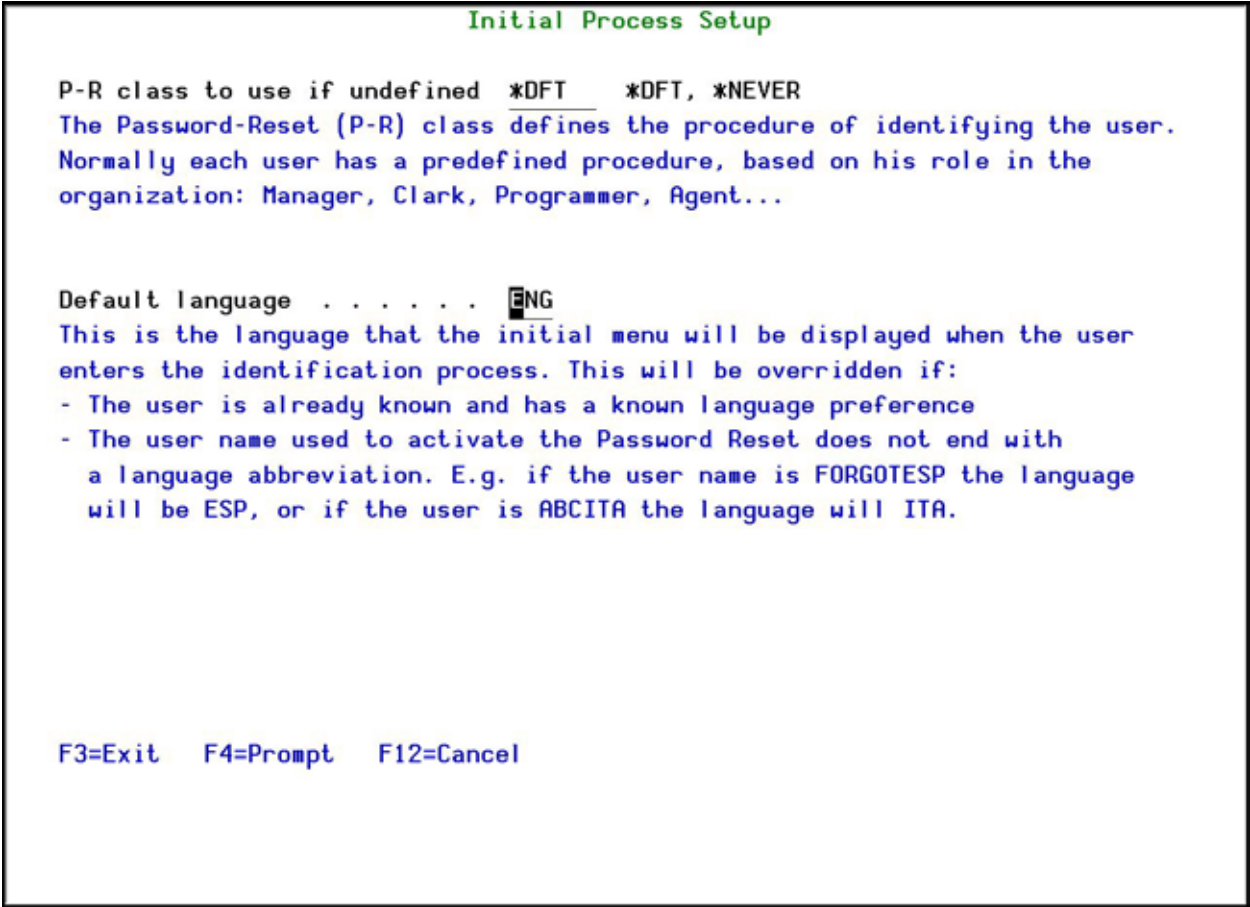 Initial Process Setup
P-R class to use if undefined *DFT *DFT, *NEVER
The Password-Reset (P-R) class defines the procedure of identifying the user.
Normally each user has a predefined procedure, based on his role in the
organization: Manager, Clark, Programmer, Agent...
Default language . . . . . . ENG
This is the language that the initial menu will be displayed when the user
enters the identification process. This will be overridden if:
- The user is already known and has a known language preference
- The user name used to activate the Password Reset does not end with
a language abbreviation. E.g. if the user name is FORGOTESP the language
will be ESP, or if the user is ABCITA the language will ITA.
F3=Exit F4=Prompt F12=Cancel